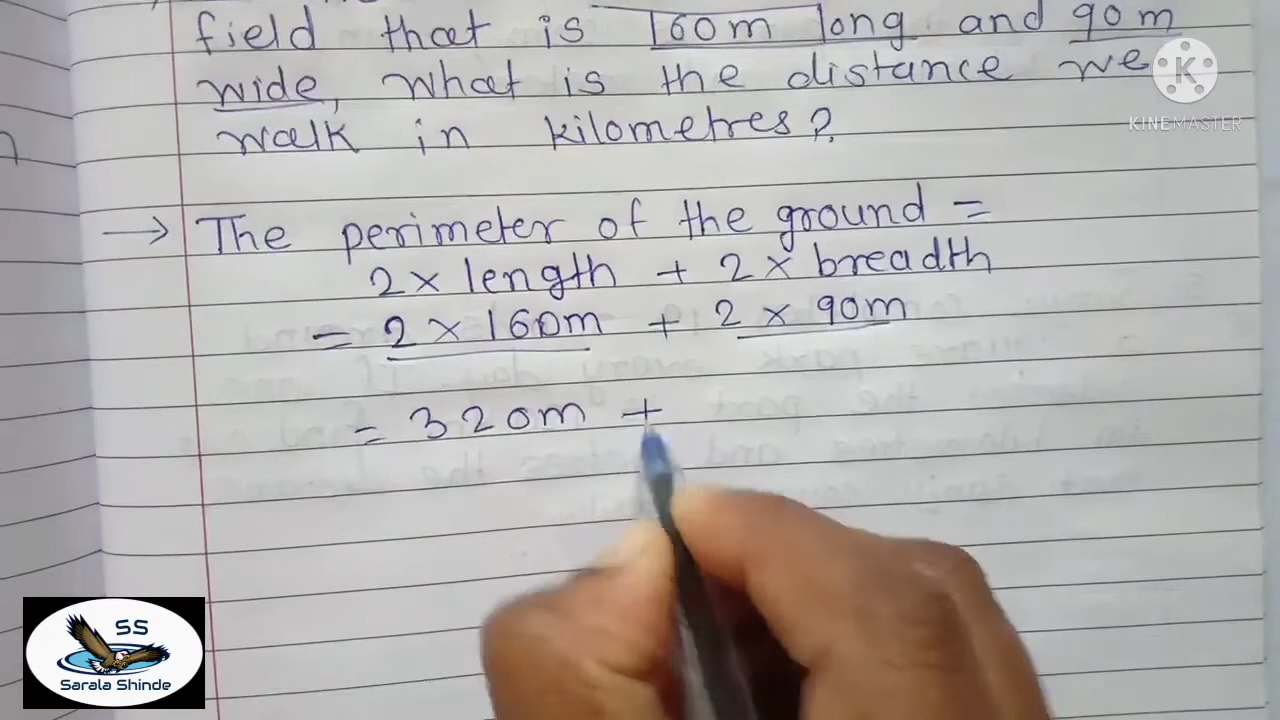 field that is 160m long and 90m
wide, what is the distance we
walk in kilometres?
K
KINEMASTER
→ The perimeter of the ground =
2 × length + 2 × breadth
= 2 × 160m + 2 × 90m
= 320m +
SS
Sarala Shinde